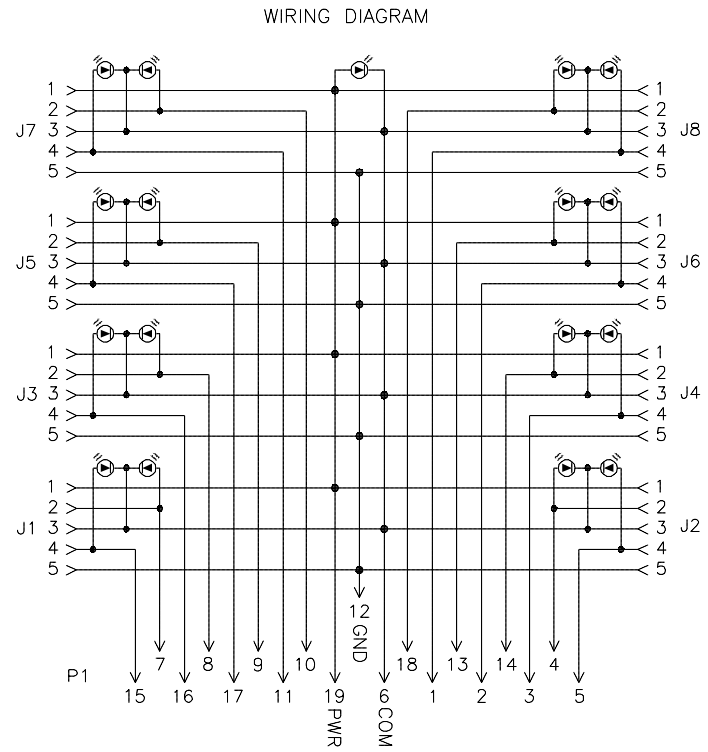 WIRING DIAGRAM
1 1
2 2
J7 3 3 J8
4 4
5 5
1 1
2 2
J5 3 3 J6
4 4
5 5
1 1
2 2
J3 3 3 J4
4 4
5 5
1 1
2 2
J1 3 3 J2
4 4
5 5
12 GND
7 8 9 10 18 13 14 4
P1
15 16 17 11 19 PWR 6 COM 1 2 3 5